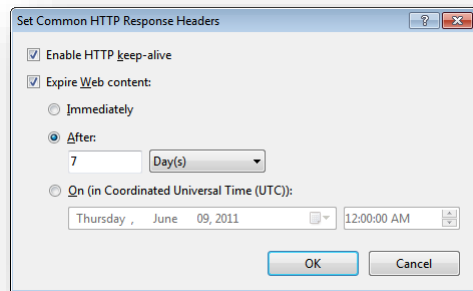 Set Common HTTP Response Headers
Enable HTTP keep-alive
Expire Web content:
Immediately
After:
7 Day(s)
On (in Coordinated Universal Time (UTC)):
Thursday , June 09, 2011 12:00:00 AM
OK Cancel